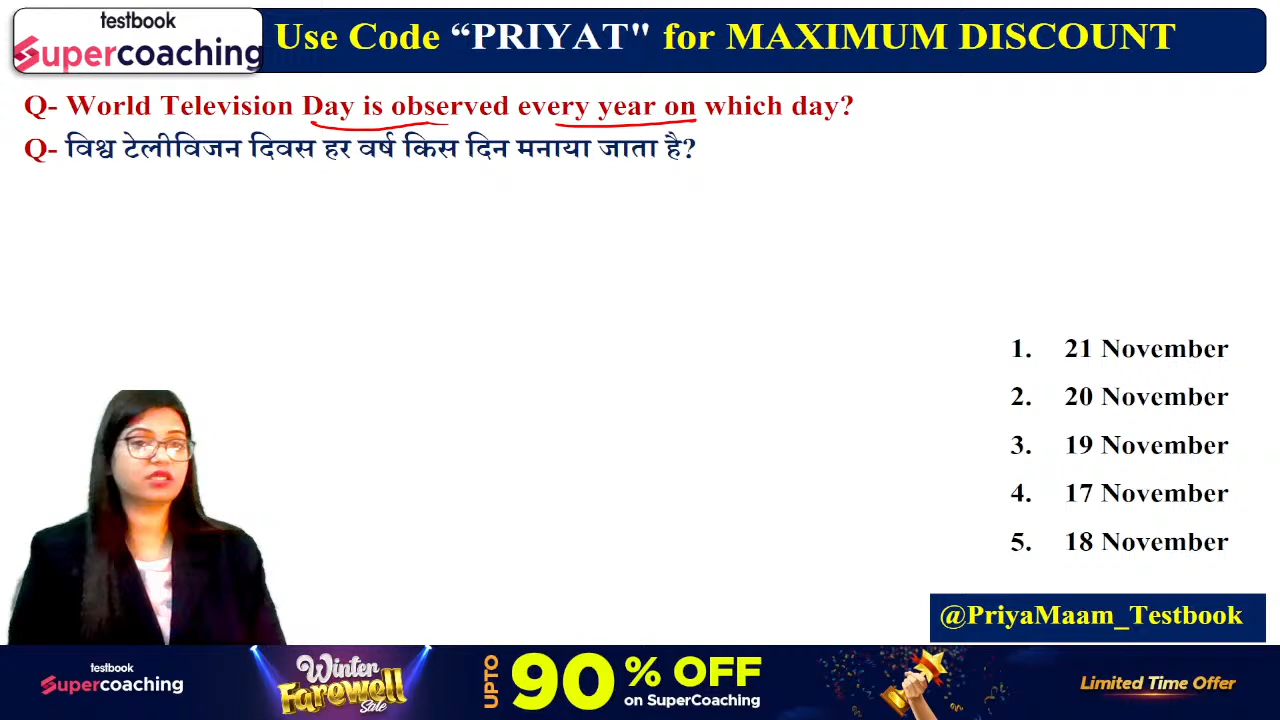 testbook
Supercoaching
Use Code “PRIYAT" for MAXIMUM DISCOUNT
Q- World Television Day is observed every year on which day?
Q- विश्व टेलीविजन दिवस हर वर्ष किस दिन मनाया जाता है?
1. 21 November
2. 20 November
3. 19 November
4. 17 November
5. 18 November
@PriyaMaam_Testbook
testbook
Supercoaching
Winter
Farewell
Sale
UPTO
90% OFF
on SuperCoaching
Limited Time Offer